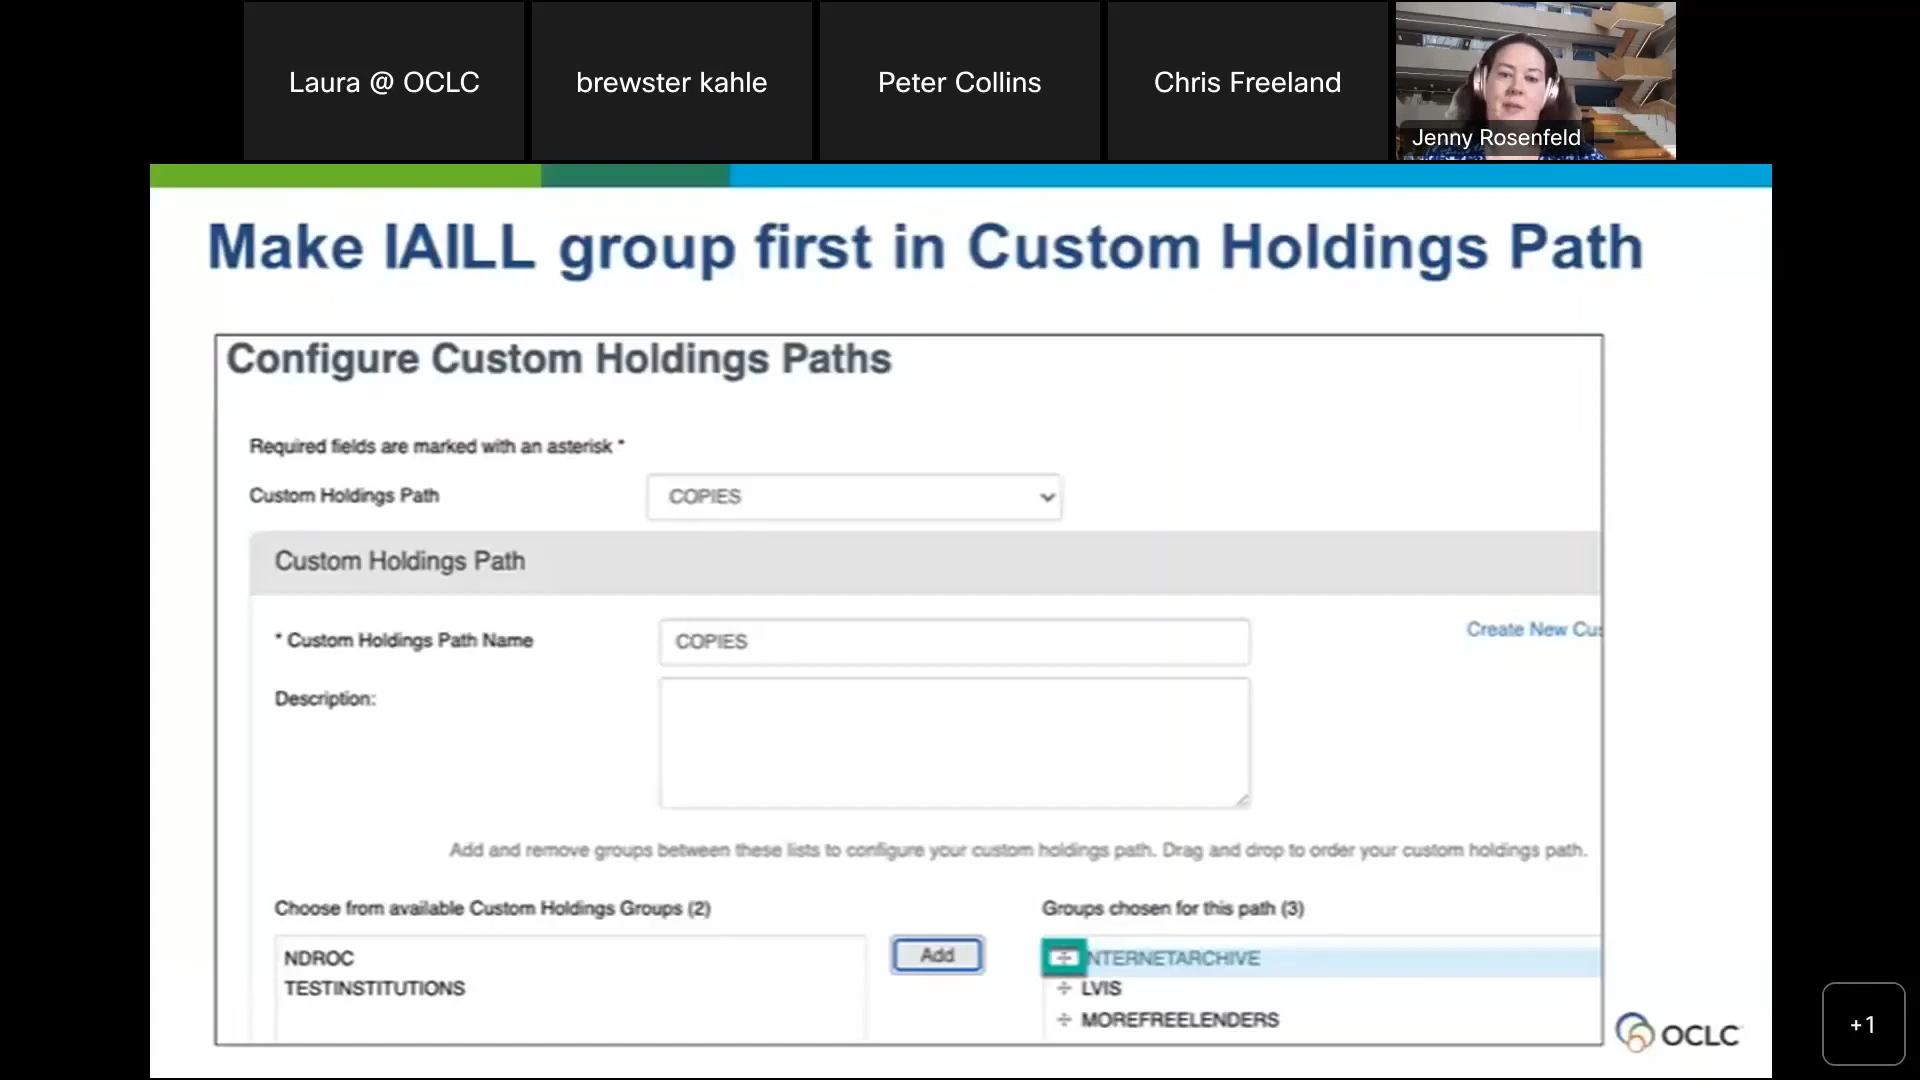 Laura @ OCLC
brewster kahle
Peter Collins
Chris Freeland
Jenny Rosenfeld
Make IAILL group first in Custom Holdings Path
Configure Custom Holdings Paths
Required fields are marked with an asterisk *
Custom Holdings Path
COPIES
Custom Holdings Path
* Custom Holdings Path Name
COPIES
Create New Cus
Description:
Add and remove groups between these lists to configure your custom holdings path. Drag and drop to order your custom holdings path.
Choose from available Custom Holdings Groups (2)
Add
Groups chosen for this path (3)
NDROC
TESTINSTITUTIONS
NTERNETARCHIVE
LVIS
MOREFREELENDERS
OCLC
+1